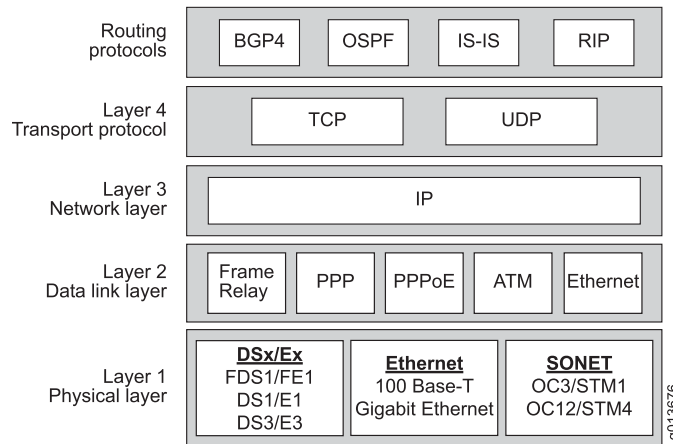 Routing
protocols
BGP4
OSPF
IS-IS
RIP
Layer 4
Transport protocol
TCP
UDP
Layer 3
Network layer
IP
Layer 2
Data link layer
Frame
Relay
PPP
PPPoE
ATM
Ethernet
Layer 1
Physical layer
DSx/Ex
FDS1/FE1
DS1/E1
DS3/E3
Ethernet
100 Base-T
Gigabit Ethernet
SONET
OC3/STM1
OC12/STM4
g013676